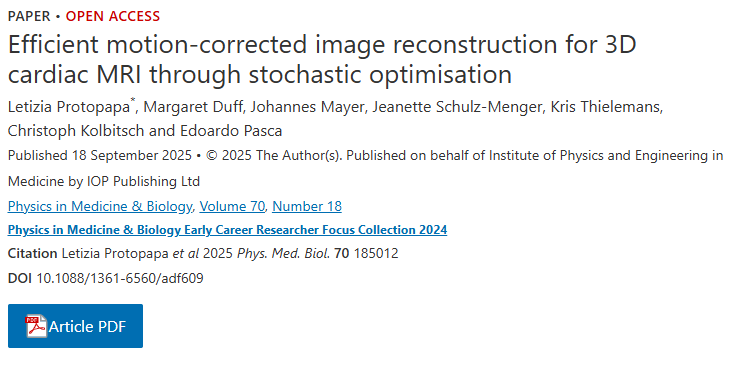 PAPER • OPEN ACCESS
Efficient motion-corrected image reconstruction for 3D
cardiac MRI through stochastic optimisation
Letizia Protopapa*, Margaret Duff, Johannes Mayer, Jeanette Schulz-Menger, Kris Thielemans,
Christoph Kolbitsch and Edoardo Pasca
Published 18 September 2025 • © 2025 The Author(s). Published on behalf of Institute of Physics and Engineering in
Medicine by IOP Publishing Ltd
Physics in Medicine & Biology, Volume 70, Number 18
Physics in Medicine & Biology Early Career Researcher Focus Collection 2024
Citation Letizia Protopapa et al 2025 Phys. Med. Biol. 70 185012
DOI 10.1088/1361-6560/adf609
PDF Article PDF